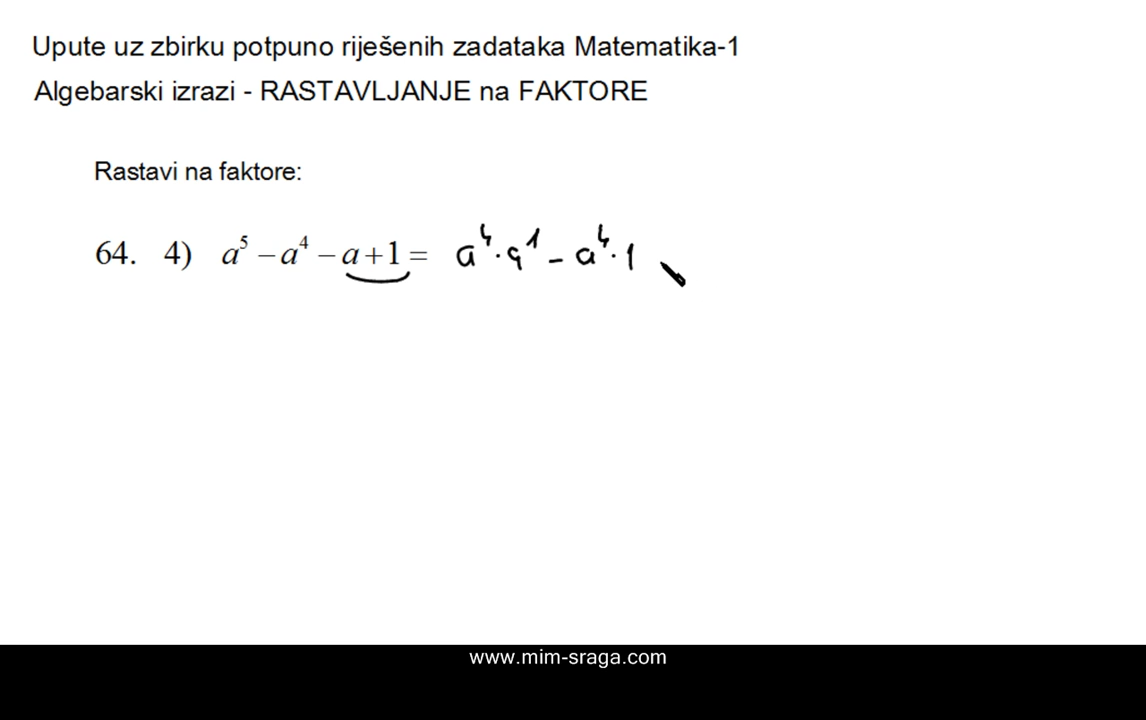 Upute uz zbirku potpuno riješenih zadataka Matematika-1
Algebarski izrazi - RASTAVLJANJE na FAKTORE
Rastavi na faktore:
64. 4) a⁵ – a⁴ – a + 1 = a⁴ · a¹ – a⁴ · 1
www.mim-sraga.com